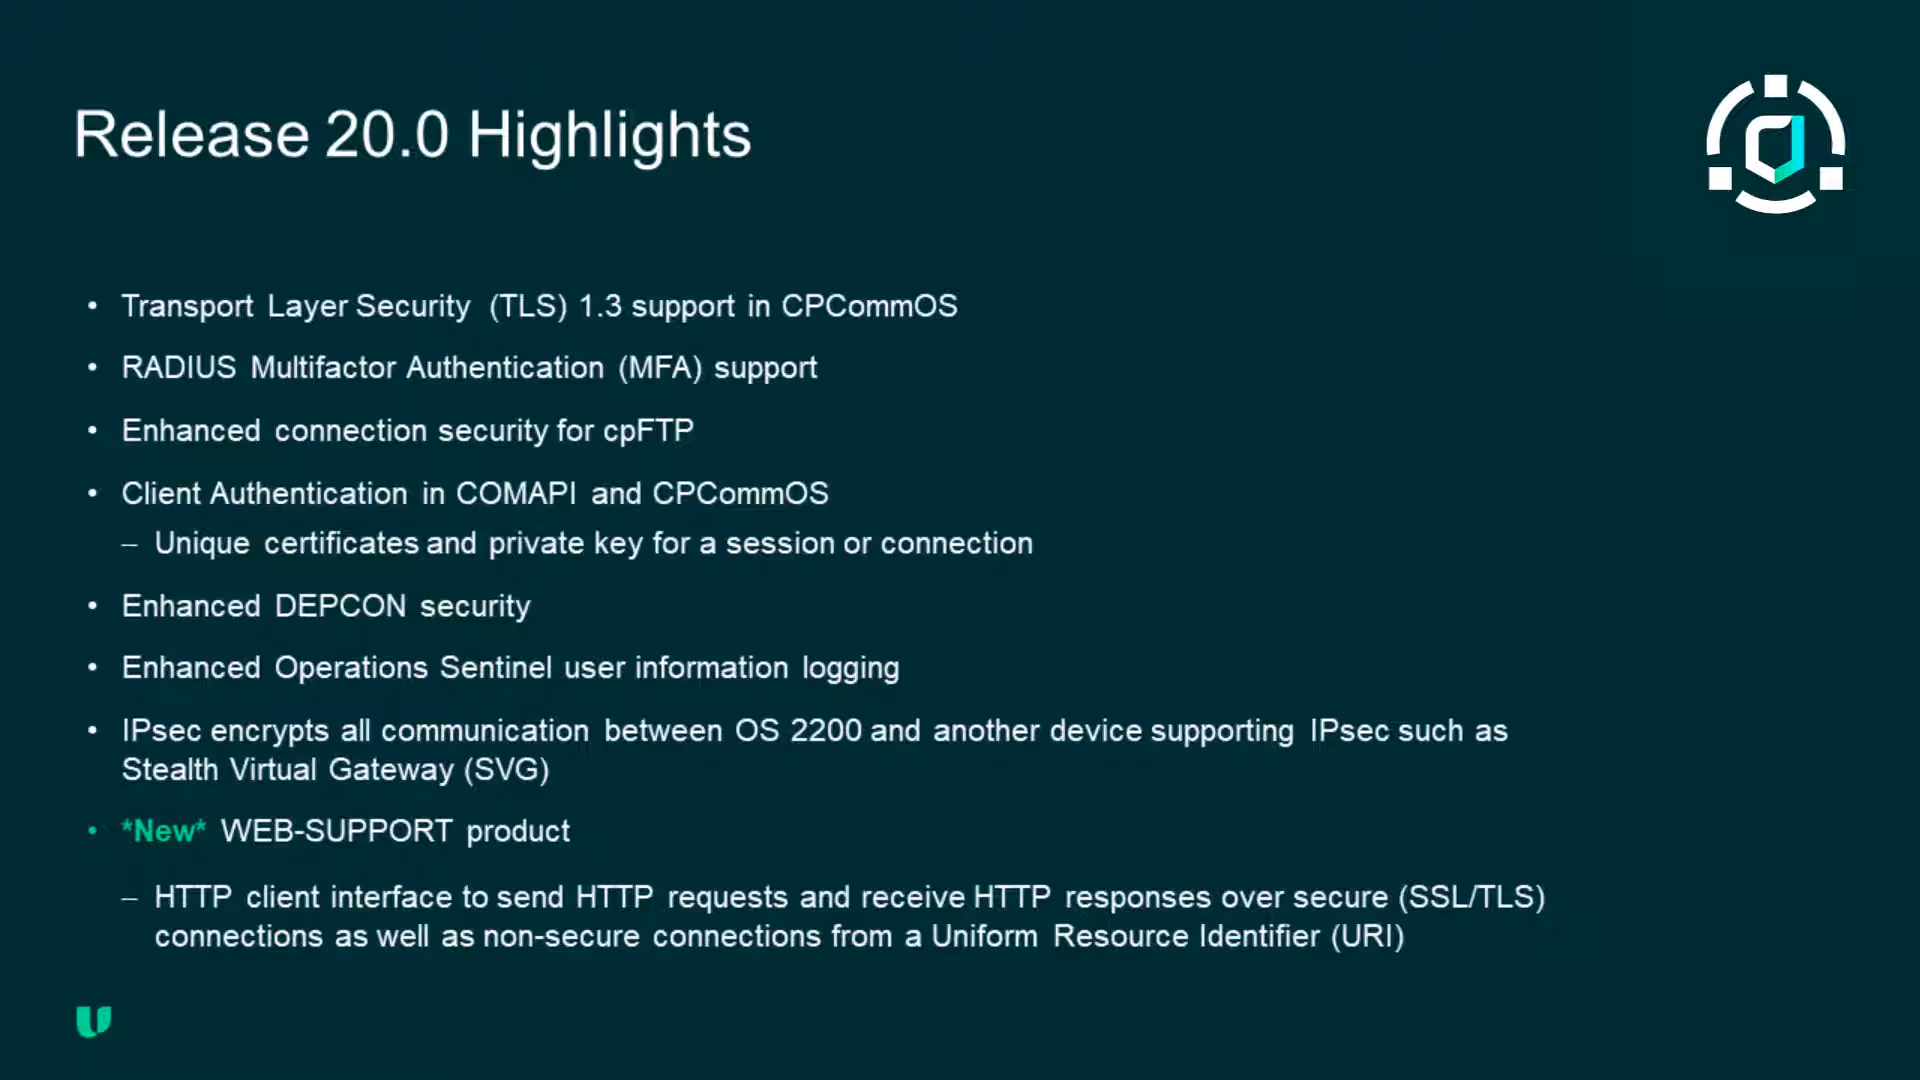 Release 20.0 Highlights
• Transport Layer Security (TLS) 1.3 support in CPCommOS
• RADIUS Multifactor Authentication (MFA) support
• Enhanced connection security for cpFTP
• Client Authentication in COMAPI and CPCommOS
– Unique certificates and private key for a session or connection
• Enhanced DEPCON security
• Enhanced Operations Sentinel user information logging
• IPsec encrypts all communication between OS 2200 and another device supporting IPsec such as
Stealth Virtual Gateway (SVG)
• *New* WEB-SUPPORT product
– HTTP client interface to send HTTP requests and receive HTTP responses over secure (SSL/TLS)
connections as well as non-secure connections from a Uniform Resource Identifier (URI)